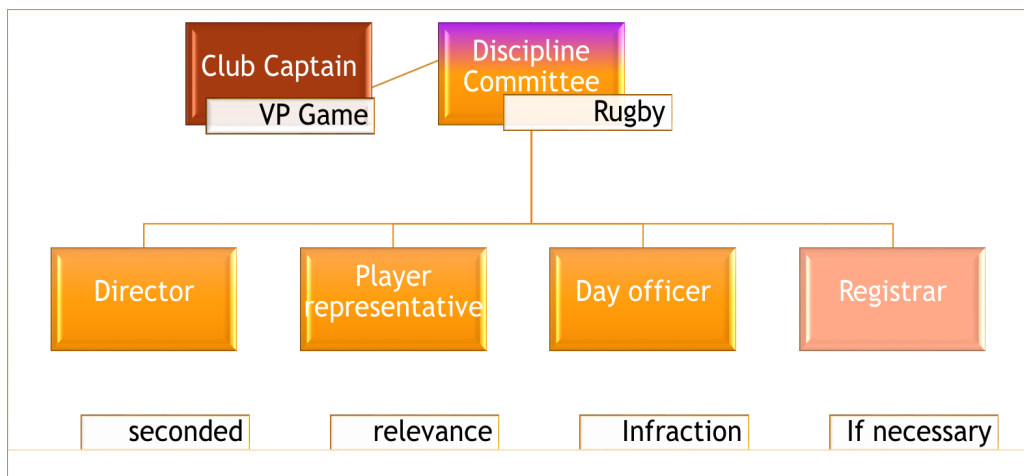 Club Captain
VP Game
Discipline
Committee
Rugby
Director
Player
representative
Day officer
Registrar
seconded
relevance
Infraction
If necessary